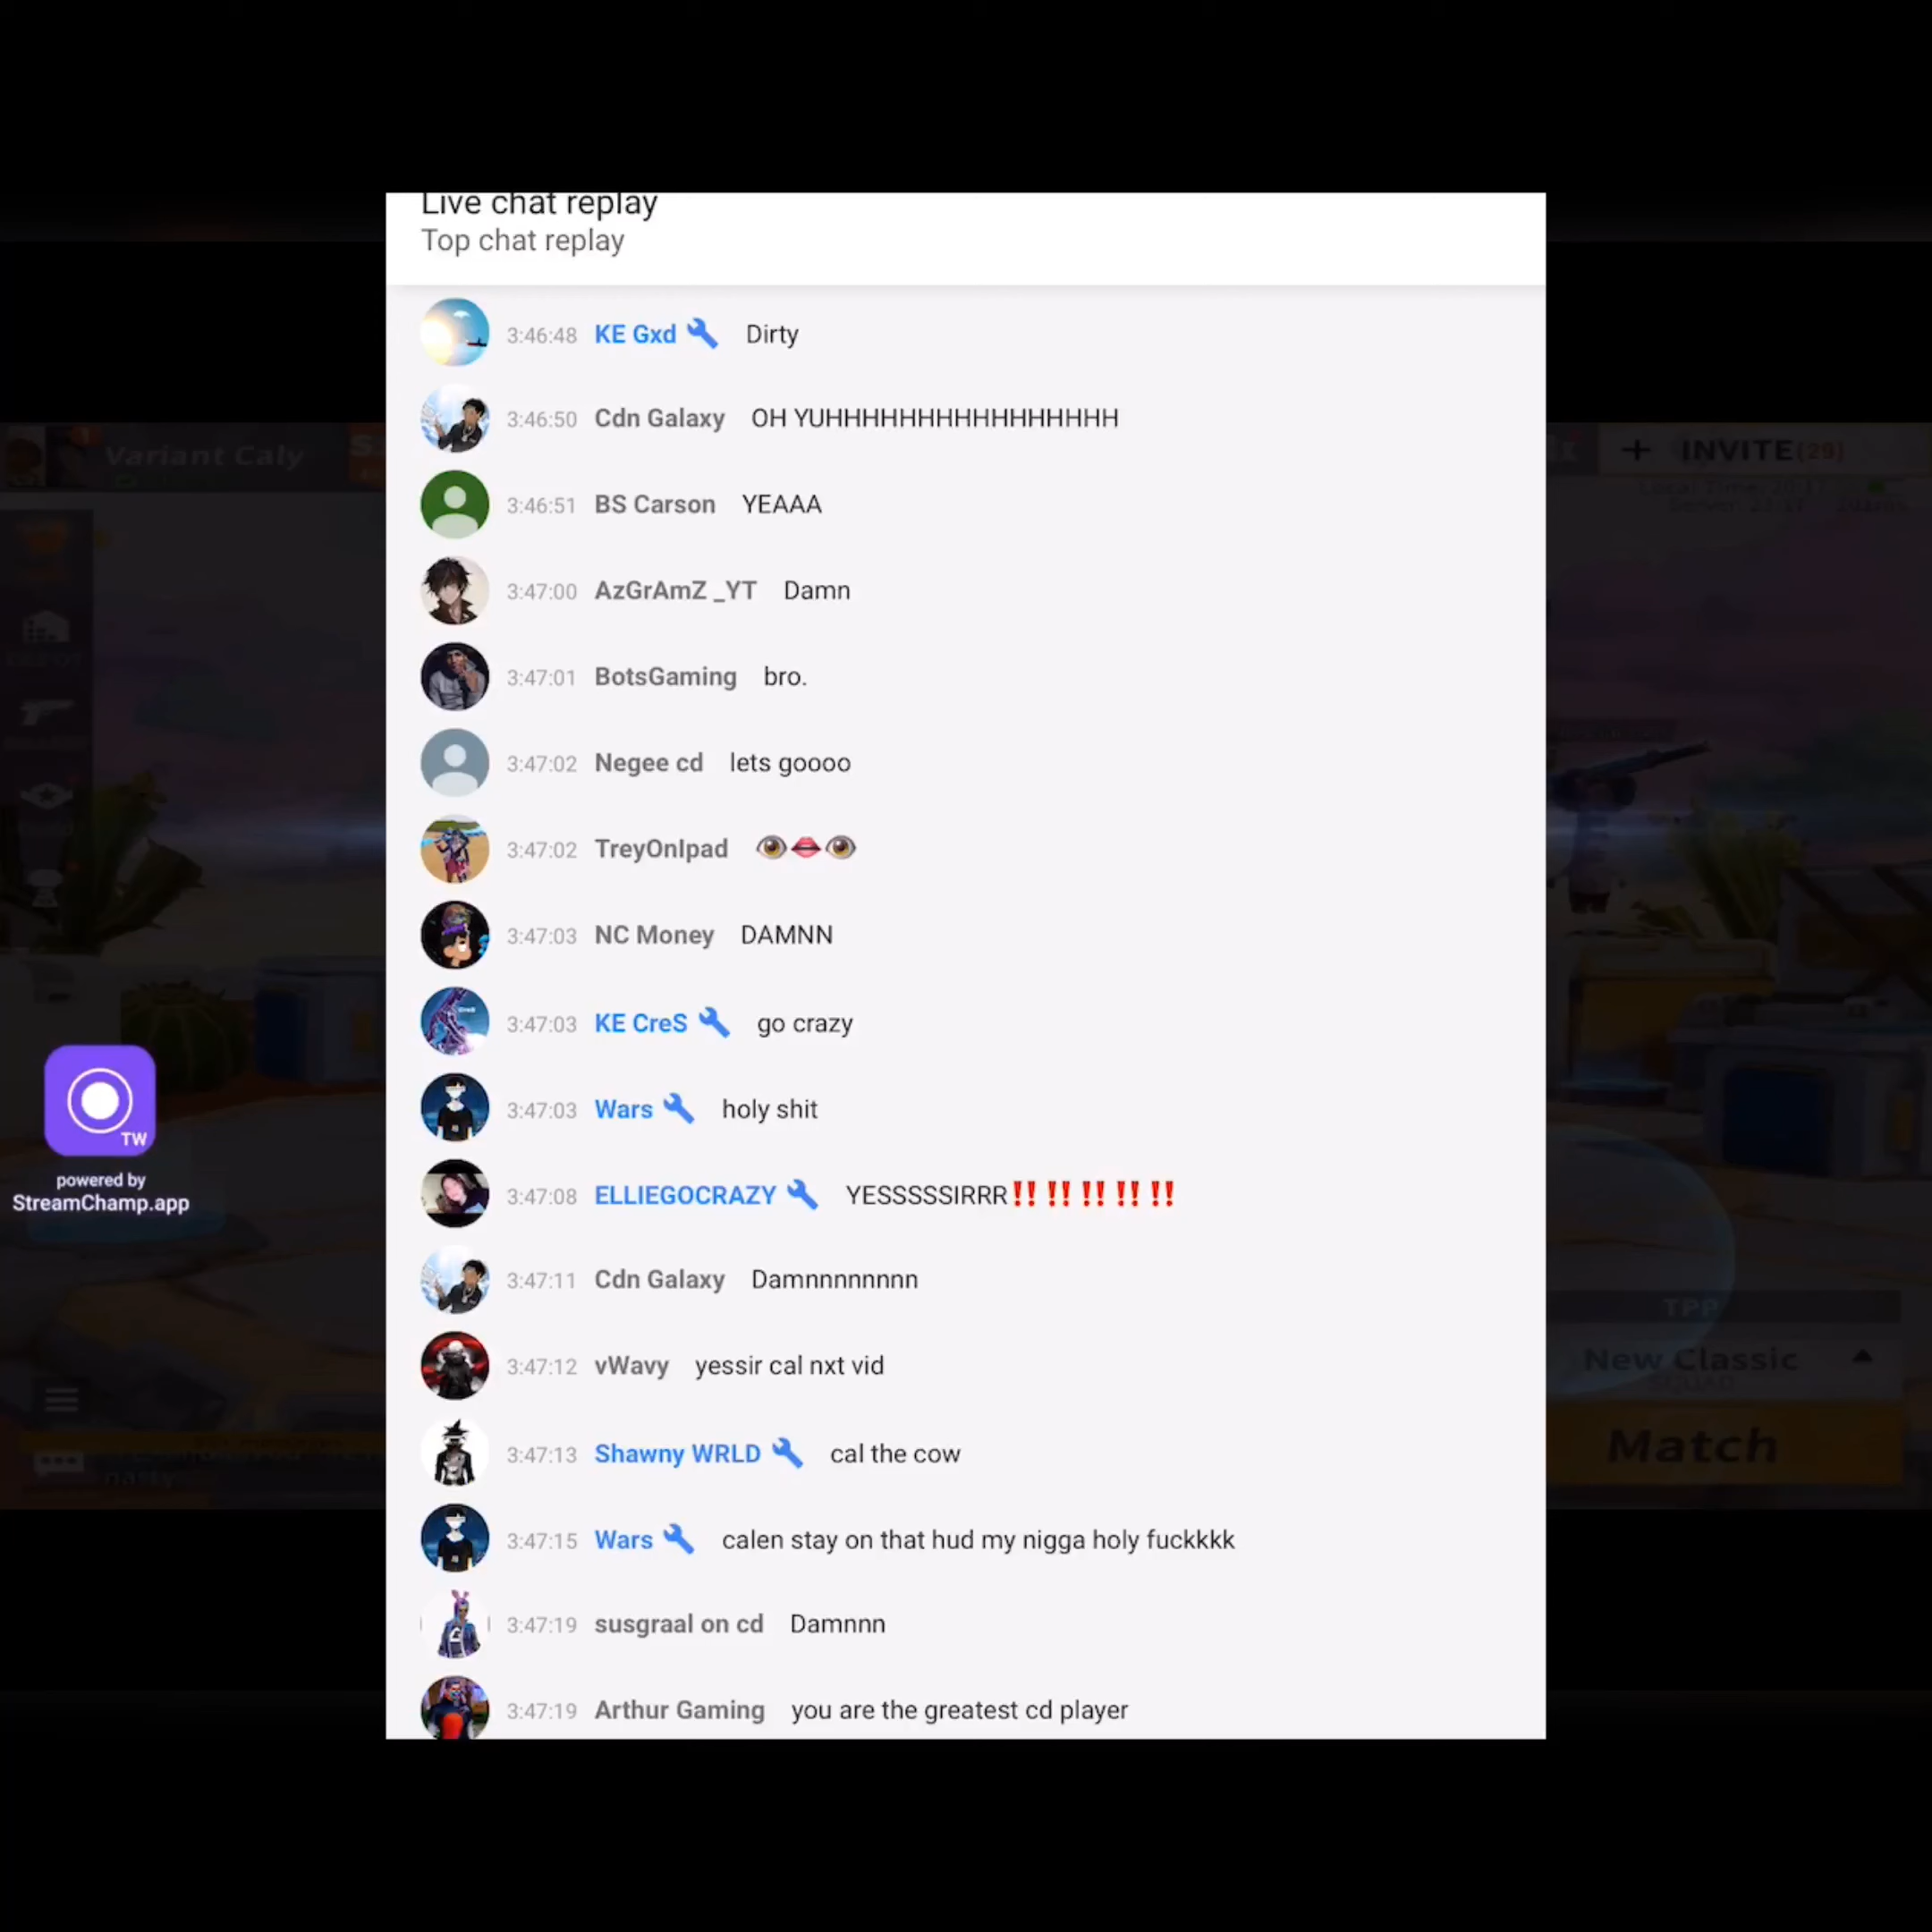 Live chat replay
Top chat replay
3:46:48 KE Gxd Dirty
3:46:50 Cdn Galaxy OH YUHHHHHHHHHHHHHHHH
3:46:51 BS Carson YEAAA
3:47:00 AzGrAmZ _YT Damn
3:47:01 BotsGaming bro.
3:47:02 Negee cd lets goooo
3:47:02 TreyOnIpad 👁️👄👁️
3:47:03 NC Money DAMNN
3:47:03 KE CreS go crazy
3:47:03 Wars holy shit
3:47:08 ELLIEGOCRAZY YESSSSSIRRR‼️‼️‼️‼️‼️
3:47:11 Cdn Galaxy Damnnnnnnnn
3:47:12 vWavy yessir cal nxt vid
3:47:13 Shawny WRLD cal the cow
3:47:15 Wars calen stay on that hud my nigga holy fuckkkk
3:47:19 susgraal on cd Damnnn
3:47:19 Arthur Gaming you are the greatest cd player
Variant Caly
+ INVITE(29)
TW
powered by
StreamChamp.app
TPP
New Classic
SQUAD
Match